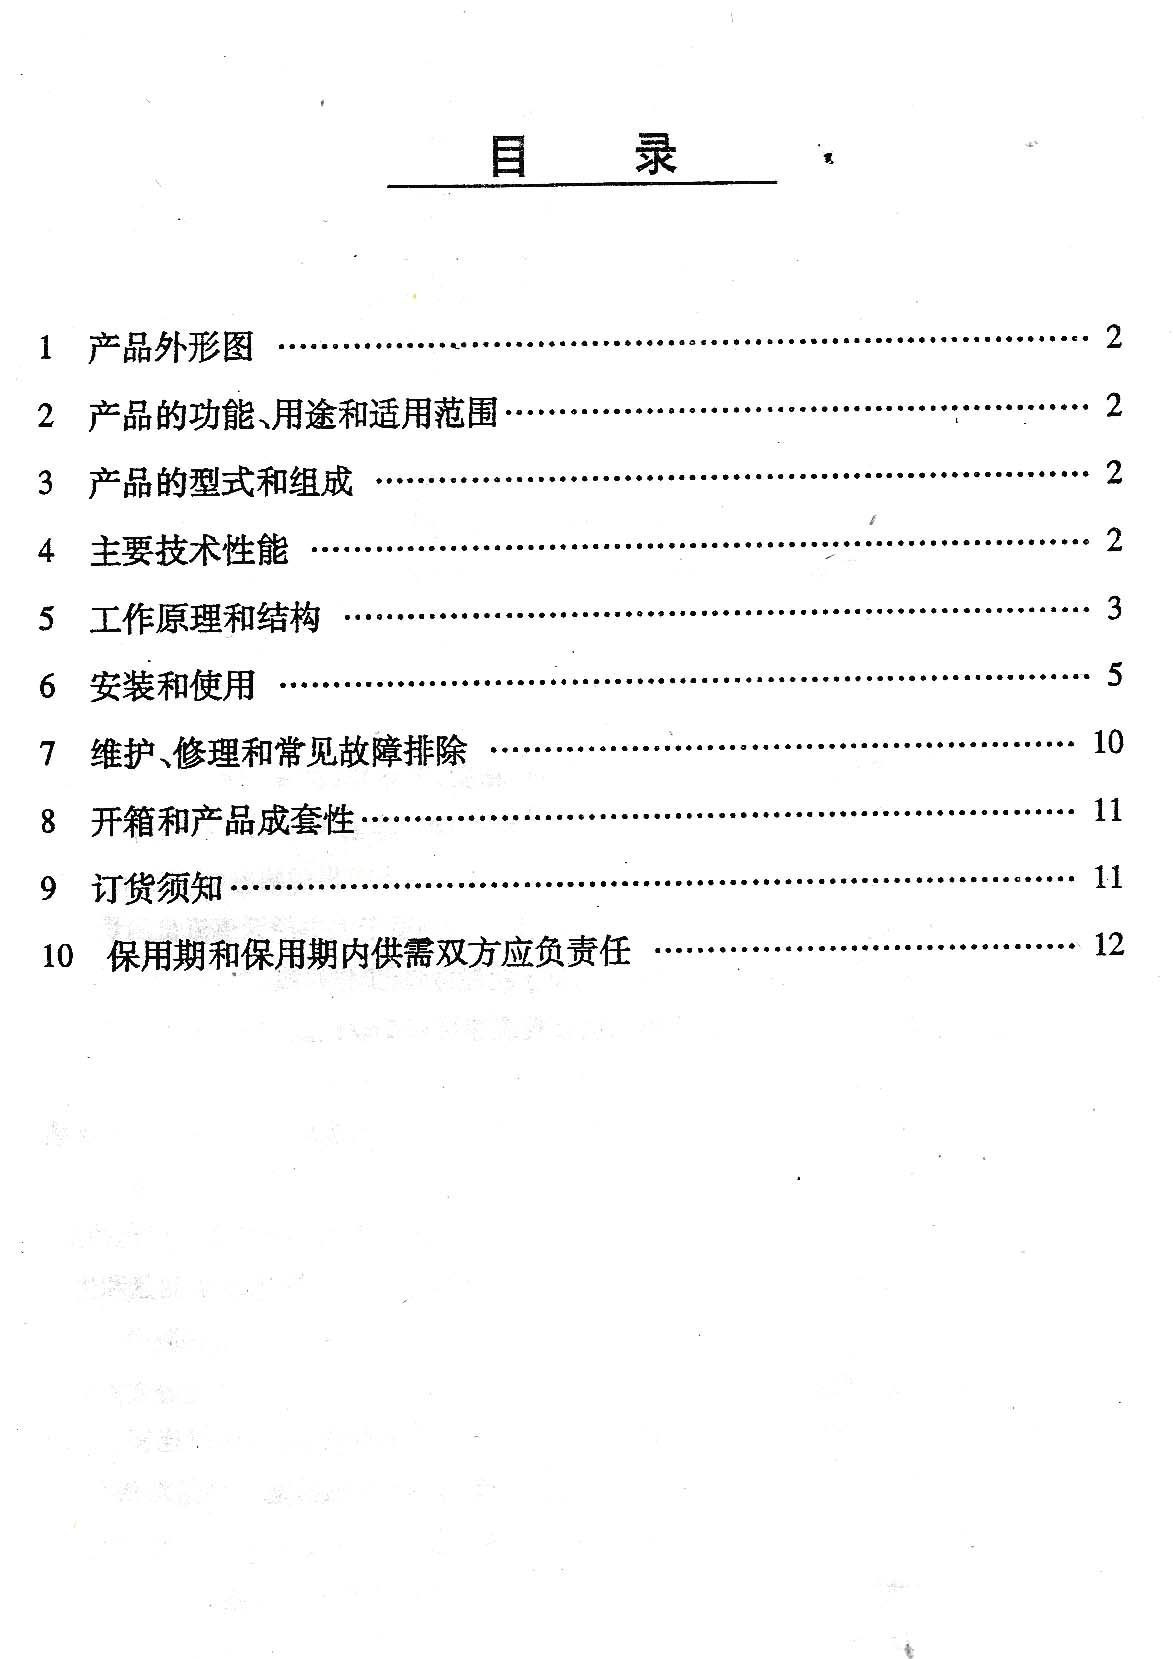 目 录
1 产品外形图 …………………………………………………… 2
2 产品的功能、用途和适用范围…………………………………… 2
3 产品的型式和组成 …………………………………………… 2
4 主要技术性能 ………………………………………………… 2
5 工作原理和结构 ……………………………………………… 3
6 安装和使用 …………………………………………………… 5
7 维护、修理和常见故障排除 …………………………………… 10
8 开箱和产品成套性…………………………………………… 11
9 订货须知……………………………………………………… 11
10 保用期和保用期内供需双方应负责任 ………………………… 12